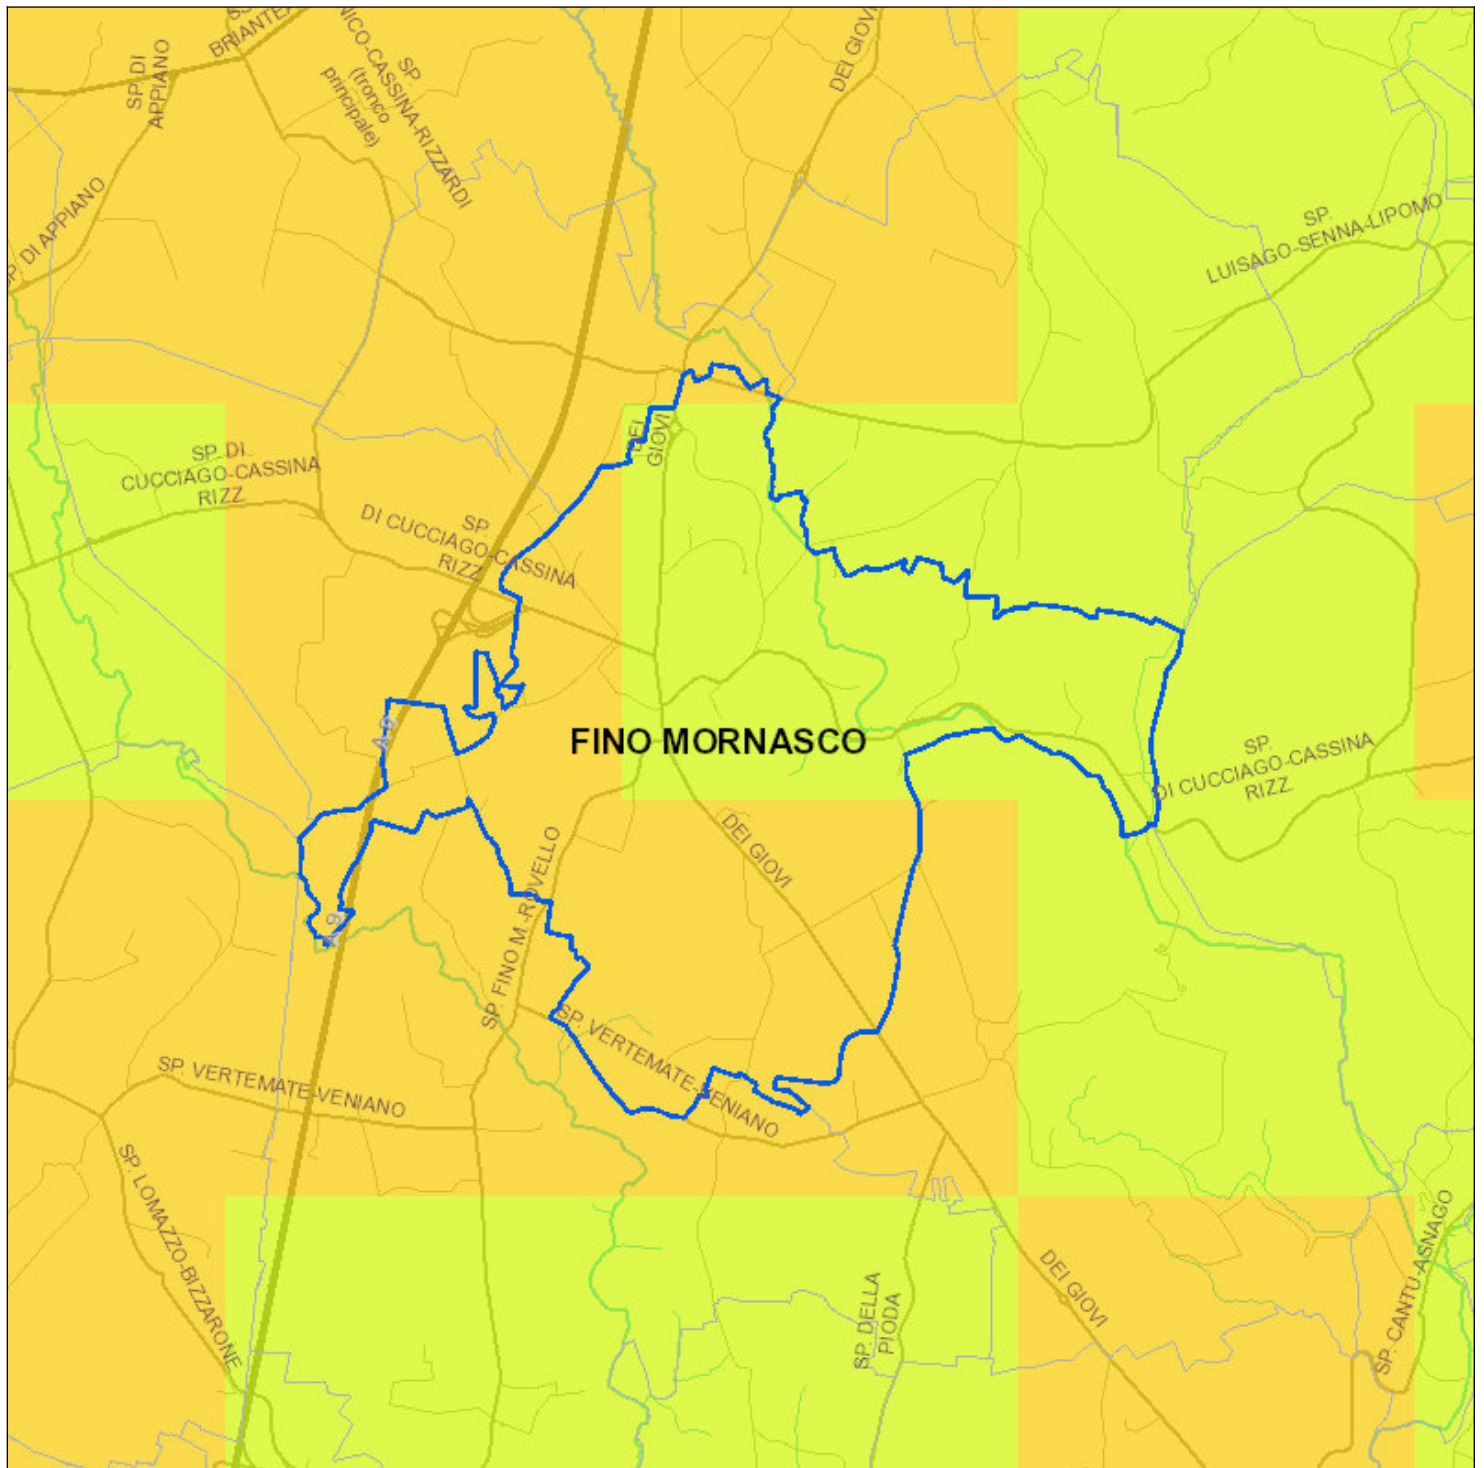 BRIANTEA
SP. DI
APPIANO
NICO-CASSINA-RIZZARDI
SP.
(tronco
principale)
DEI GIOVI
SP. DI APPIANO
SP.
LUISAGO-SENNA-LIPOMO
SP. DI
CUCCIAGO-CASSINA
RIZZ
DEI
GIOVI
SP.
DI CUCCIAGO-CASSINA
RIZZ
A 9
FINO MORNASCO
SP.
DI CUCCIAGO-CASSINA
RIZZ
DEI GIOVI
A 9
SP. FINO M.-ROVELLO
SP. VERTEMATE-VENIANO
SP. VERTEMATE-VENIANO
SP. LOMAZZO-BIZZARONE
SP. DELLA
PIODA
DEI GIOVI
SP. CANTU-ASNAGO